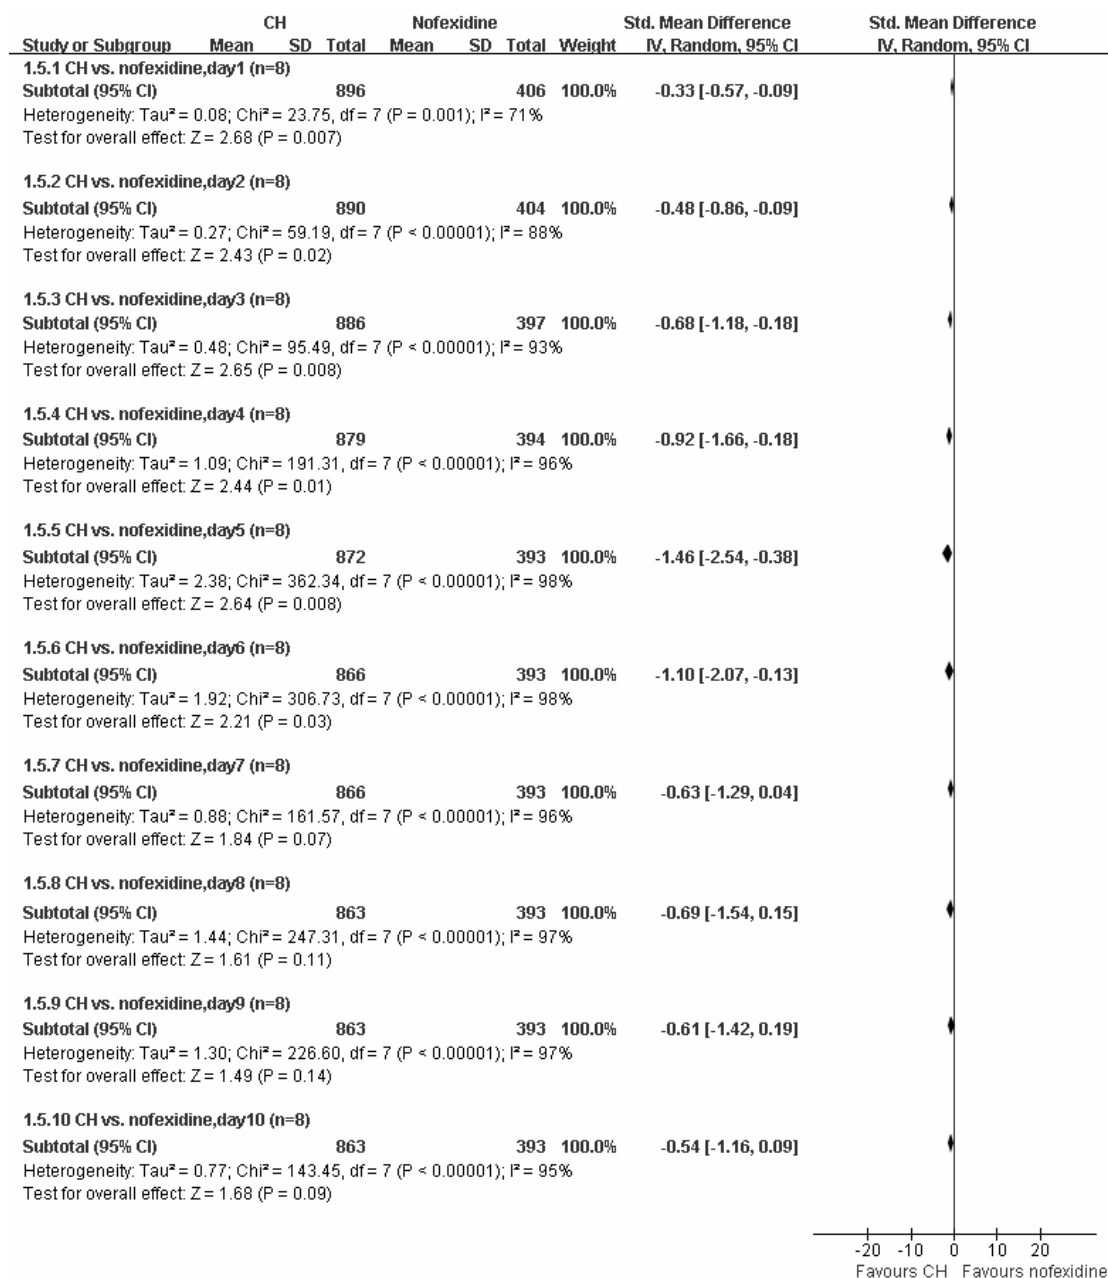 CH Nofexidine Std. Mean Difference Std. Mean Difference
Study or Subgroup Mean SD Total Mean SD Total Weight IV, Random, 95% CI IV, Random, 95% CI
1.5.1 CH vs. nofexidine,day1 (n=8)
Subtotal (95% CI) 896 406 100.0% -0.33 [-0.57, -0.09]
Heterogeneity: Tau² = 0.08; Chi² = 23.75, df = 7 (P = 0.001); I² = 71%
Test for overall effect: Z = 2.68 (P = 0.007)
1.5.2 CH vs. nofexidine,day2 (n=8)
Subtotal (95% CI) 890 404 100.0% -0.48 [-0.86, -0.09]
Heterogeneity: Tau² = 0.27; Chi² = 59.19, df = 7 (P < 0.00001); I² = 88%
Test for overall effect: Z = 2.43 (P = 0.02)
1.5.3 CH vs. nofexidine,day3 (n=8)
Subtotal (95% CI) 886 397 100.0% -0.68 [-1.18, -0.18]
Heterogeneity: Tau² = 0.48; Chi² = 95.49, df = 7 (P < 0.00001); I² = 93%
Test for overall effect: Z = 2.65 (P = 0.008)
1.5.4 CH vs. nofexidine,day4 (n=8)
Subtotal (95% CI) 879 394 100.0% -0.92 [-1.66, -0.18]
Heterogeneity: Tau² = 1.09; Chi² = 191.31, df = 7 (P < 0.00001); I² = 96%
Test for overall effect: Z = 2.44 (P = 0.01)
1.5.5 CH vs. nofexidine,day5 (n=8)
Subtotal (95% CI) 872 393 100.0% -1.46 [-2.54, -0.38]
Heterogeneity: Tau² = 2.38; Chi² = 362.34, df = 7 (P < 0.00001); I² = 98%
Test for overall effect: Z = 2.64 (P = 0.008)
1.5.6 CH vs. nofexidine,day6 (n=8)
Subtotal (95% CI) 866 393 100.0% -1.10 [-2.07, -0.13]
Heterogeneity: Tau² = 1.92; Chi² = 306.73, df = 7 (P < 0.00001); I² = 98%
Test for overall effect: Z = 2.21 (P = 0.03)
1.5.7 CH vs. nofexidine,day7 (n=8)
Subtotal (95% CI) 866 393 100.0% -0.63 [-1.29, 0.04]
Heterogeneity: Tau² = 0.88; Chi² = 161.57, df = 7 (P < 0.00001); I² = 96%
Test for overall effect: Z = 1.84 (P = 0.07)
1.5.8 CH vs. nofexidine,day8 (n=8)
Subtotal (95% CI) 863 393 100.0% -0.69 [-1.54, 0.15]
Heterogeneity: Tau² = 1.44; Chi² = 247.31, df = 7 (P < 0.00001); I² = 97%
Test for overall effect: Z = 1.61 (P = 0.11)
1.5.9 CH vs. nofexidine,day9 (n=8)
Subtotal (95% CI) 863 393 100.0% -0.61 [-1.42, 0.19]
Heterogeneity: Tau² = 1.30; Chi² = 226.60, df = 7 (P < 0.00001); I² = 97%
Test for overall effect: Z = 1.49 (P = 0.14)
1.5.10 CH vs. nofexidine,day10 (n=8)
Subtotal (95% CI) 863 393 100.0% -0.54 [-1.16, 0.09]
Heterogeneity: Tau² = 0.77; Chi² = 143.45, df = 7 (P < 0.00001); I² = 95%
Test for overall effect: Z = 1.68 (P = 0.09)
-20 -10 0 10 20
Favours CH Favours nofexidine